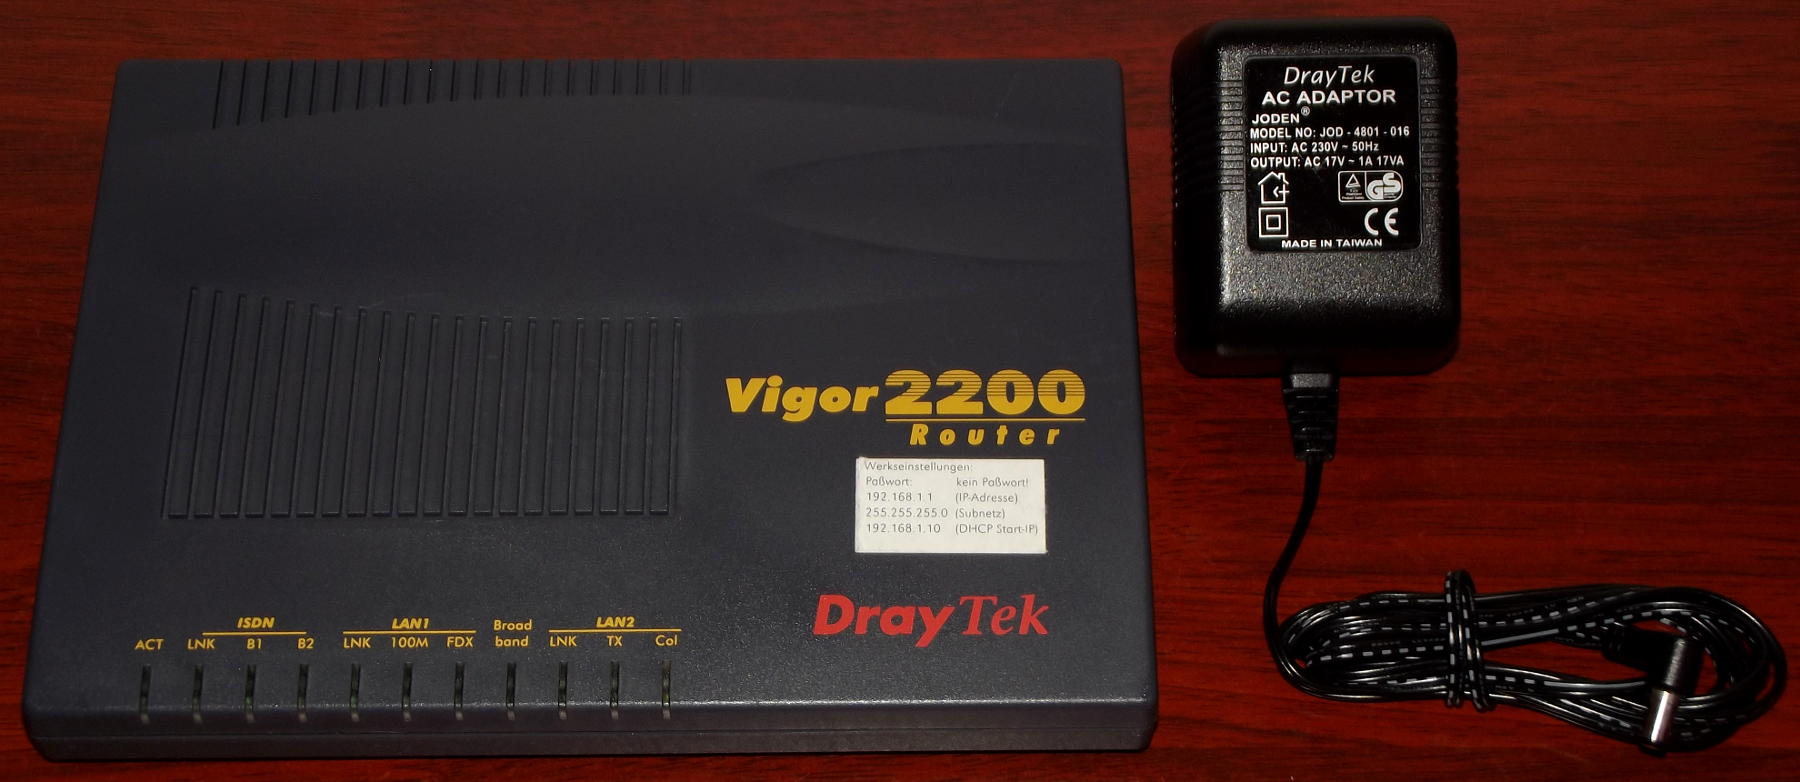 Vigor 2200
Router
Werkseinstellungen:
Paßwort: kein Paßwort!
192.168.1.1 (IP-Adresse)
255.255.255.0 (Subnetz)
192.168.1.10 (DHCP Start-IP)
DrayTek
ISDN LAN1 Broad band LAN2
ACT LNK B1 B2 LNK 100M FDX LNK TX Col
DrayTek
AC ADAPTOR
JODEN®
MODEL NO: JOD - 4801 - 016
INPUT: AC 230V ~ 50Hz
OUTPUT: AC 17V ~ 1A 17VA
GS
CE
MADE IN TAIWAN